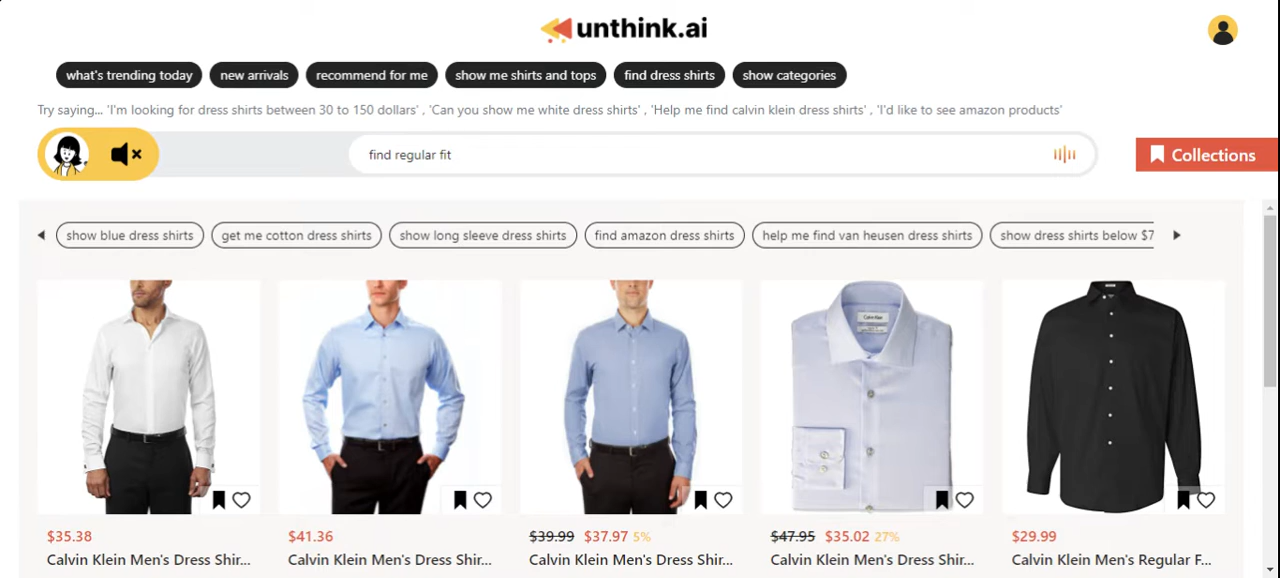 unthink.ai
what's trending today new arrivals recommend for me show me shirts and tops find dress shirts show categories
Try saying... 'I'm looking for dress shirts between 30 to 150 dollars' , 'Can you show me white dress shirts' , 'Help me find calvin klein dress shirts' , 'I'd like to see amazon products'
find regular fit
Collections
show blue dress shirts get me cotton dress shirts show long sleeve dress shirts find amazon dress shirts help me find van heusen dress shirts show dress shirts below $7
Calvin Klein
$35.38 $41.36 $39.99 $37.97 5% $47.95 $35.02 27% $29.99
Calvin Klein Men's Dress Shir... Calvin Klein Men's Dress Shir... Calvin Klein Men's Dress Shir... Calvin Klein Men's Dress Shir... Calvin Klein Men's Regular F...